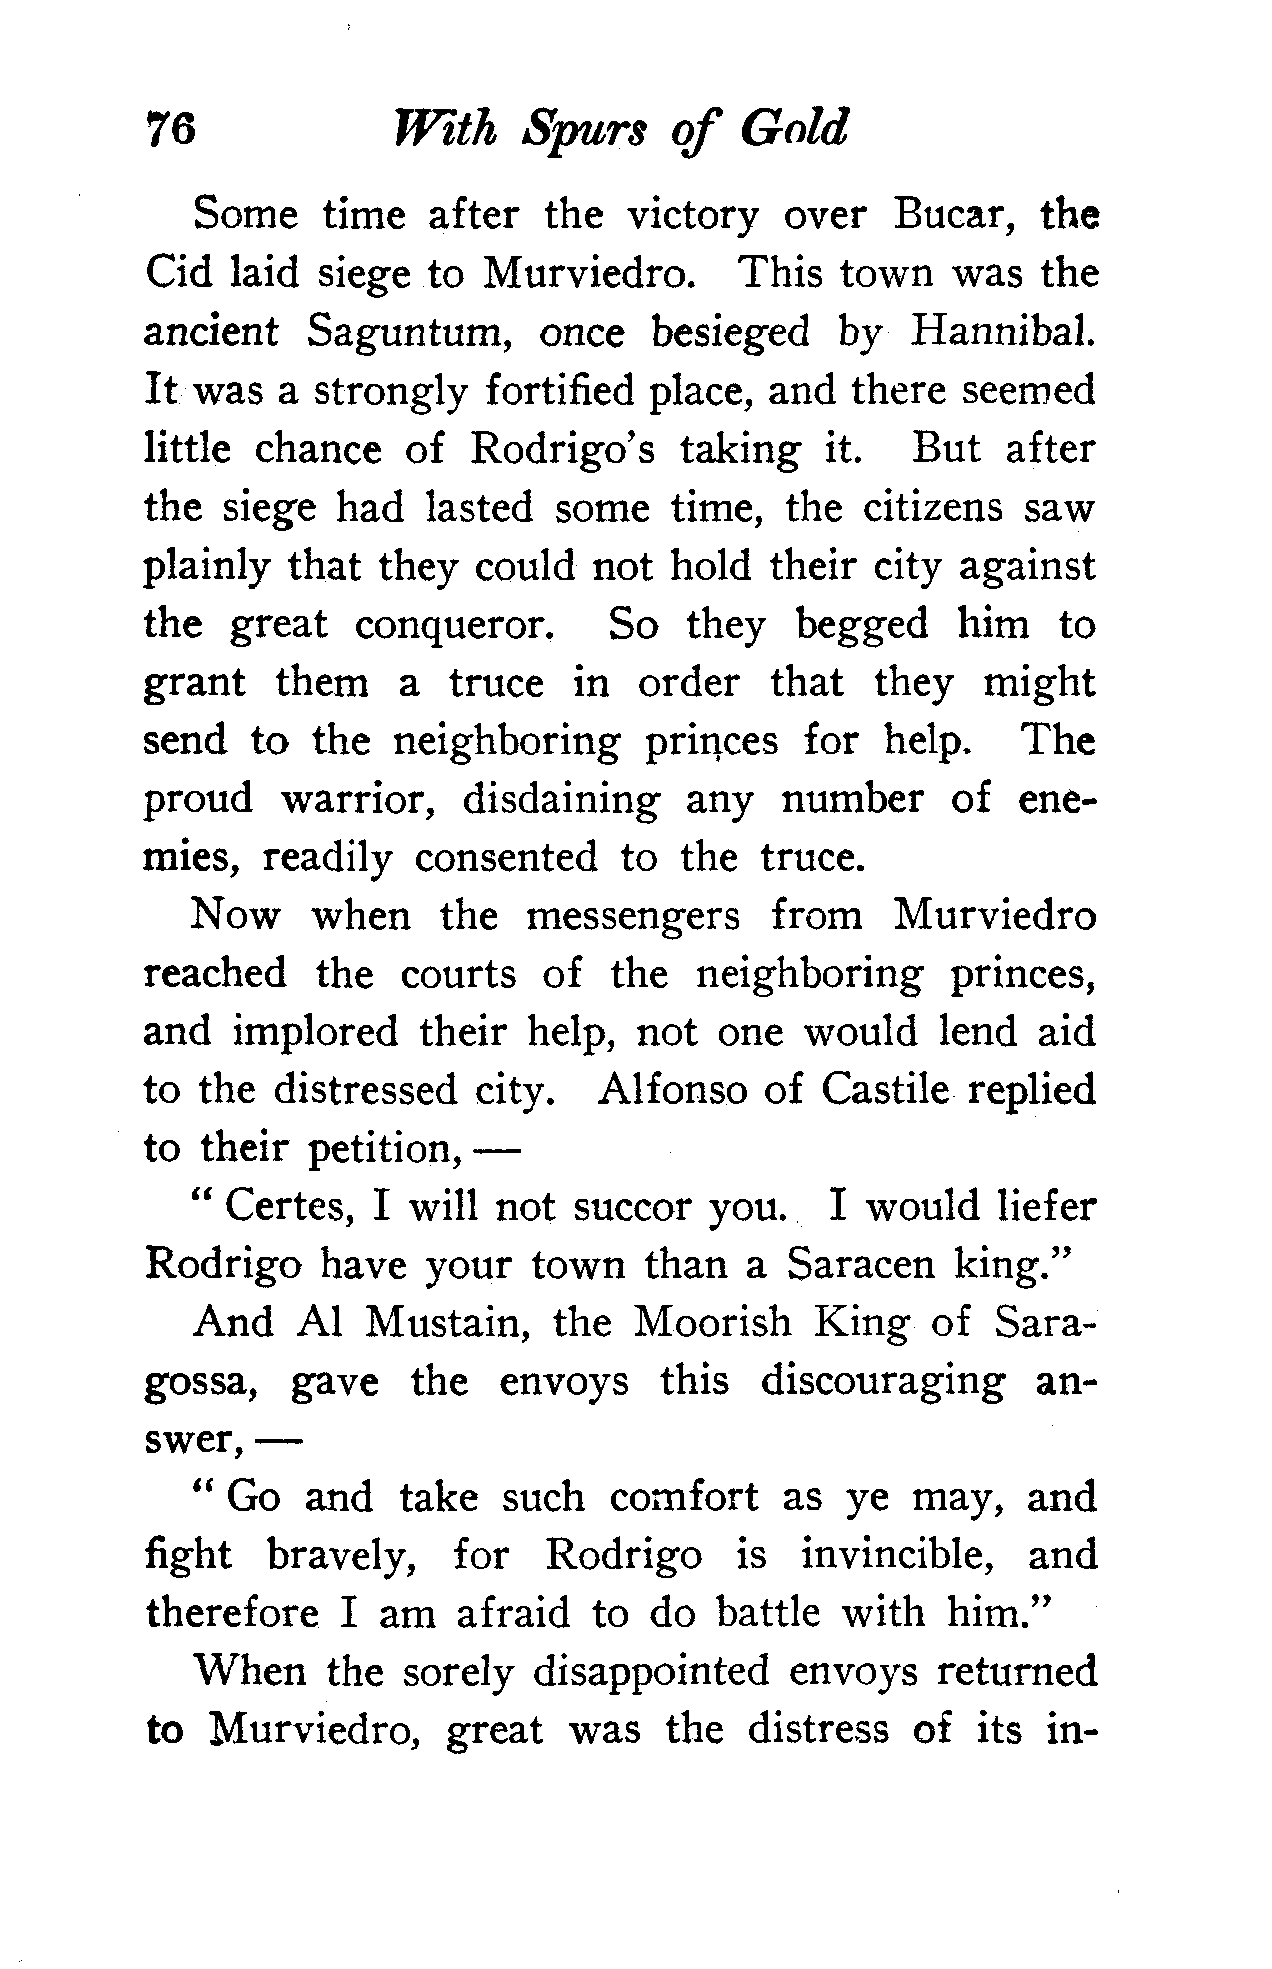 76 With Spurs of Gold
Some time after the victory over Bucar, the
Cid laid siege to Murviedro. This town was the
ancient Saguntum, once besieged by Hannibal.
It was a strongly fortified place, and there seemed
little chance of Rodrigo's taking it. But after
the siege had lasted some time, the citizens saw
plainly that they could not hold their city against
the great conqueror. So they begged him to
grant them a truce in order that they might
send to the neighboring princes for help. The
proud warrior, disdaining any number of ene-
mies, readily consented to the truce.
Now when the messengers from Murviedro
reached the courts of the neighboring princes,
and implored their help, not one would lend aid
to the distressed city. Alfonso of Castile replied
to their petition, —
“ Certes, I will not succor you. I would liefer
Rodrigo have your town than a Saracen king.”
And Al Mustain, the Moorish King of Sara-
gossa, gave the envoys this discouraging an-
swer, —
“ Go and take such comfort as ye may, and
fight bravely, for Rodrigo is invincible, and
therefore I am afraid to do battle with him.”
When the sorely disappointed envoys returned
to Murviedro, great was the distress of its in-